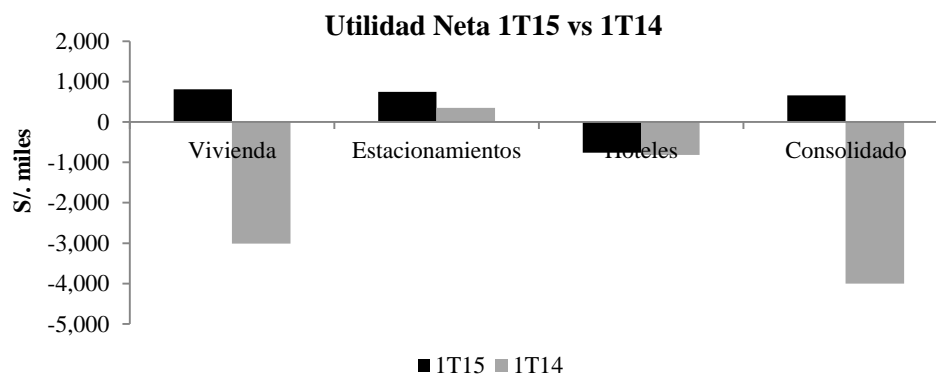 Utilidad Neta 1T15 vs 1T14
S/. miles
2,000
1,000
0
-1,000
-2,000
-3,000
-4,000
-5,000
Vivienda Estacionamientos Hoteles Consolidado
1T15 1T14